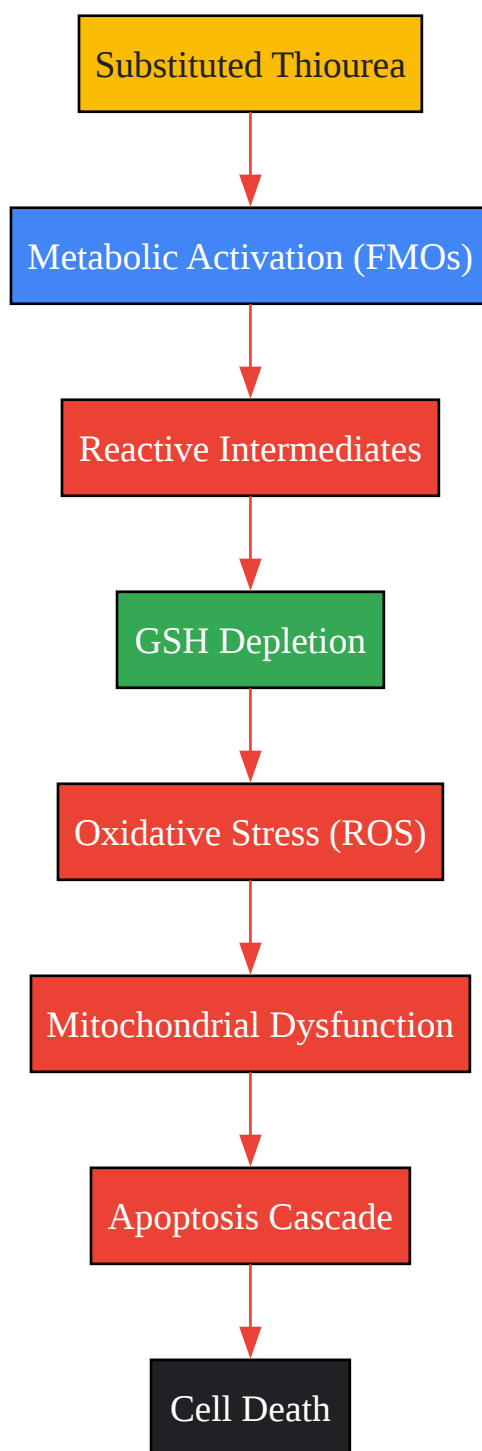 Substituted Thiourea
Metabolic Activation (FMOs)
Reactive Intermediates
GSH Depletion
Oxidative Stress (ROS)
Mitochondrial Dysfunction
Apoptosis Cascade
Cell Death